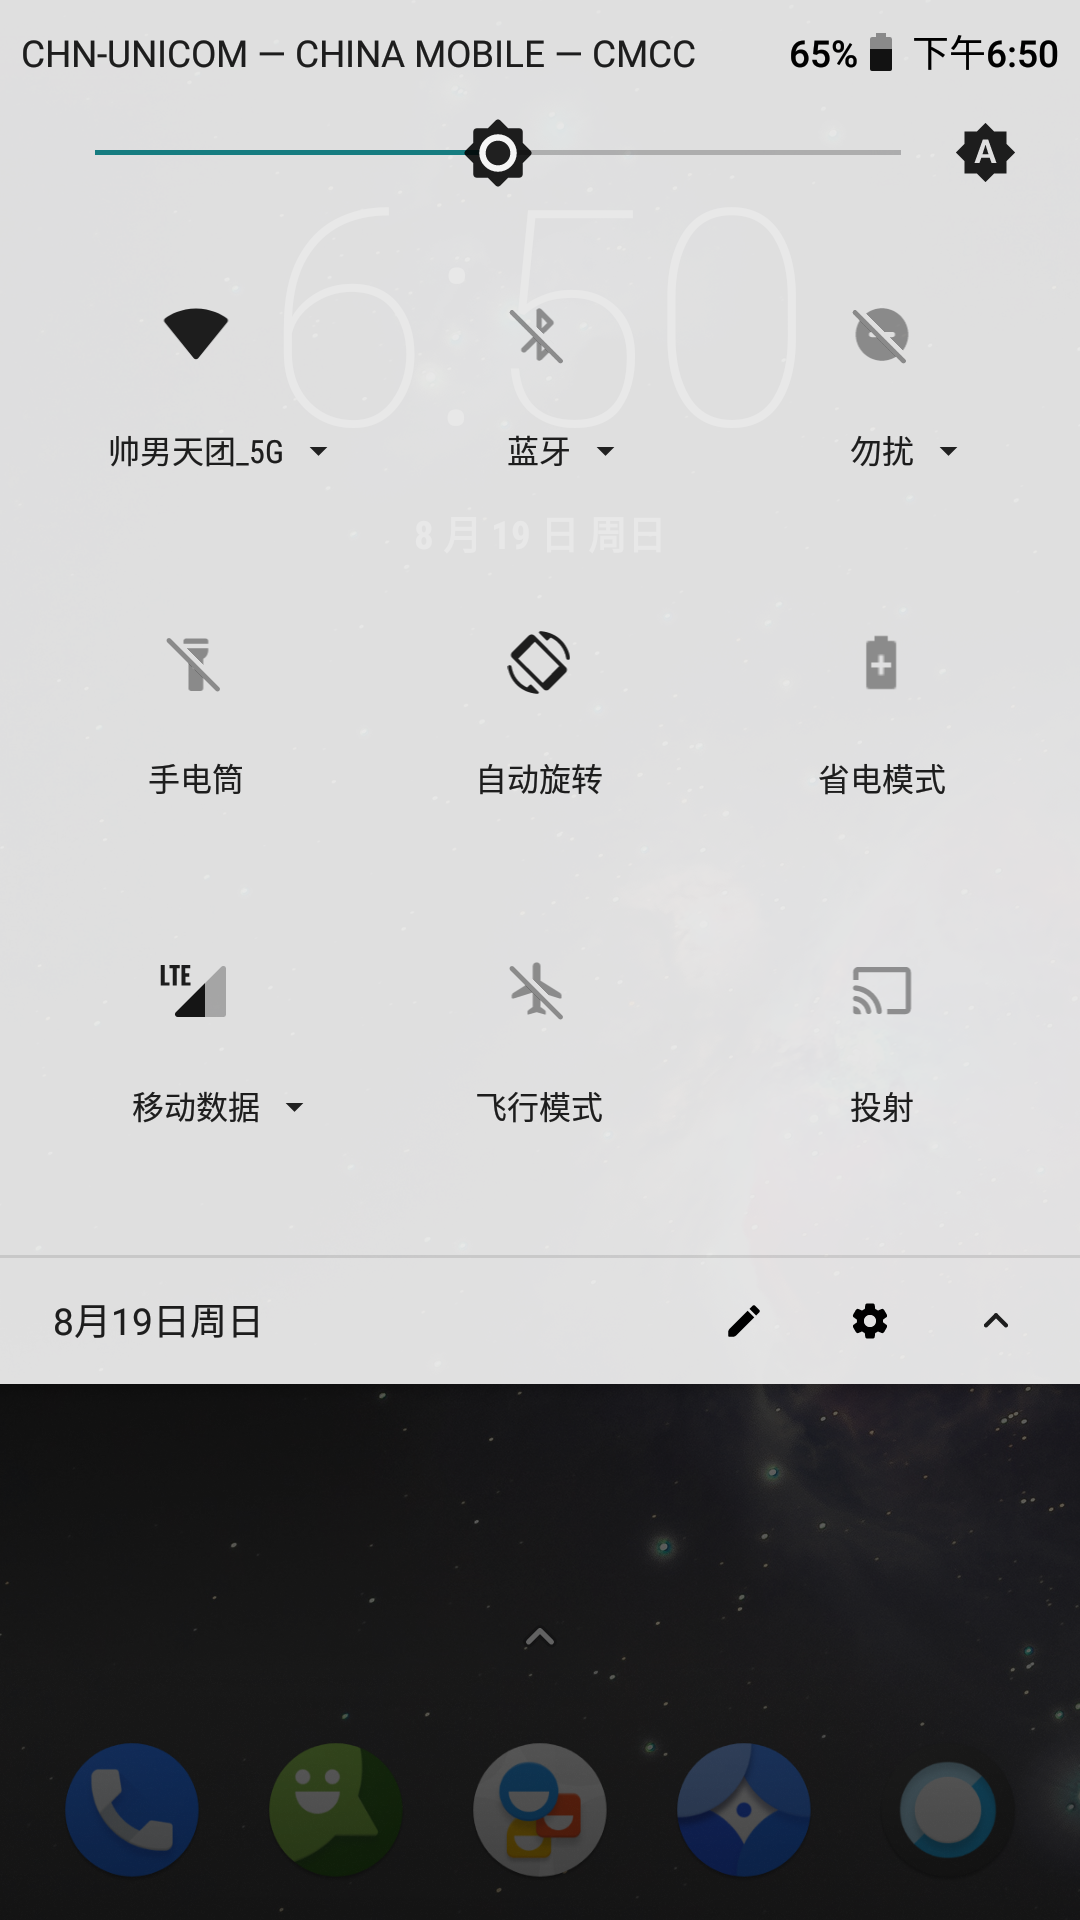 CHN-UNICOM — CHINA MOBILE — CMCC 65% 下午6:50
A
6:50
帅男天团_5G 蓝牙 勿扰
8 月 19 日 周日
手电筒 自动旋转 省电模式
LTE
移动数据 飞行模式 投射
8月19日周日